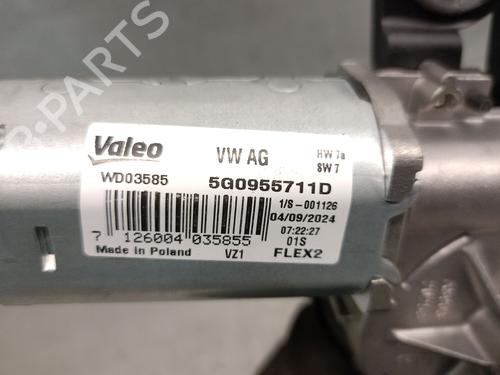 B-PARTS
Valeo
VW AG
HW 7a
SW 7
WD03585
5G0955711D
1/S-001126
04/09/2024
07:22:27
7 126004 035855
01S
Made in Poland
VZ1
FLEX2